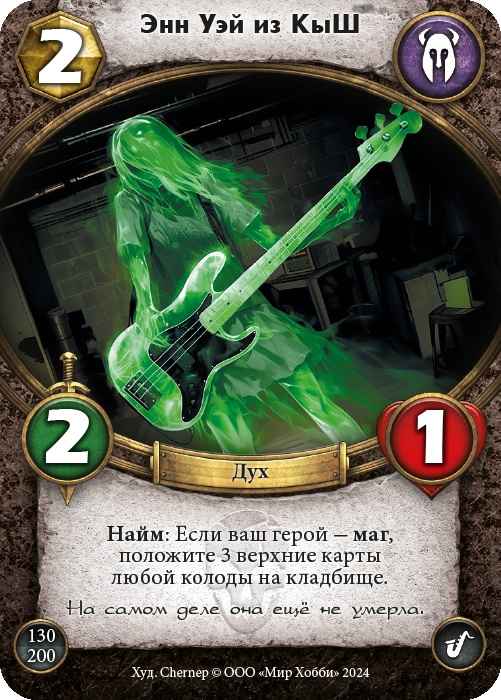 Энн Уэй из КыШ
2
2
1
Дух
Найм: Если ваш герой – маг,
положите 3 верхние карты
любой колоды на кладбище.
На самом деле она ещё не умерла.
130
200
Худ. Chernep © ООО «Мир Хобби» 2024